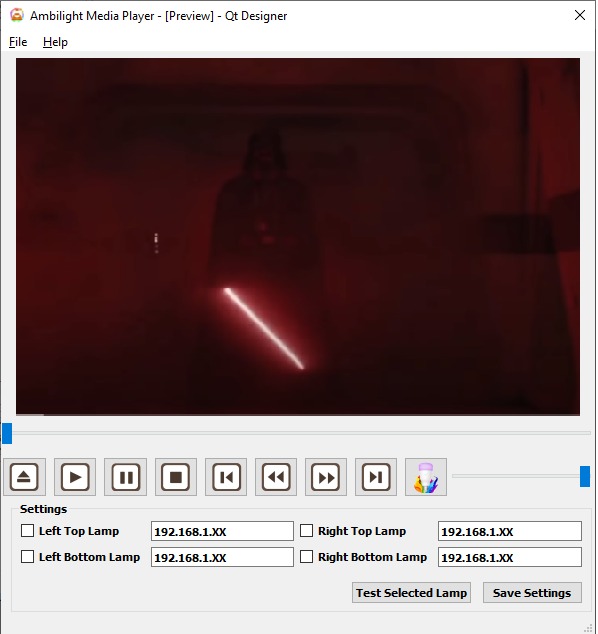 Ambilight Media Player - [Preview] - Qt Designer
File Help
Settings
Left Top Lamp 192.168.1.XX Right Top Lamp 192.168.1.XX
Left Bottom Lamp 192.168.1.XX Right Bottom Lamp 192.168.1.XX
Test Selected Lamp Save Settings